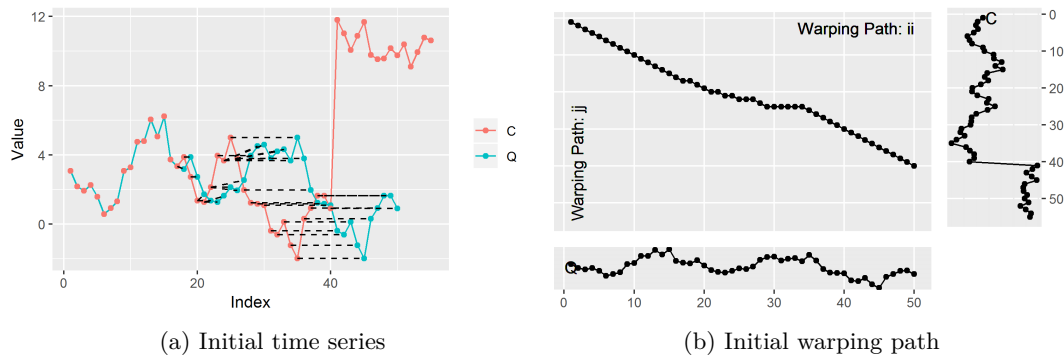 12
8
4
0
Value
0
20
40
Index
C
Q
(a) Initial time series
Warping Path: ii
Warping Path: jj
C
0
10
20
30
40
50
Q
0
10
20
30
40
50
(b) Initial warping path